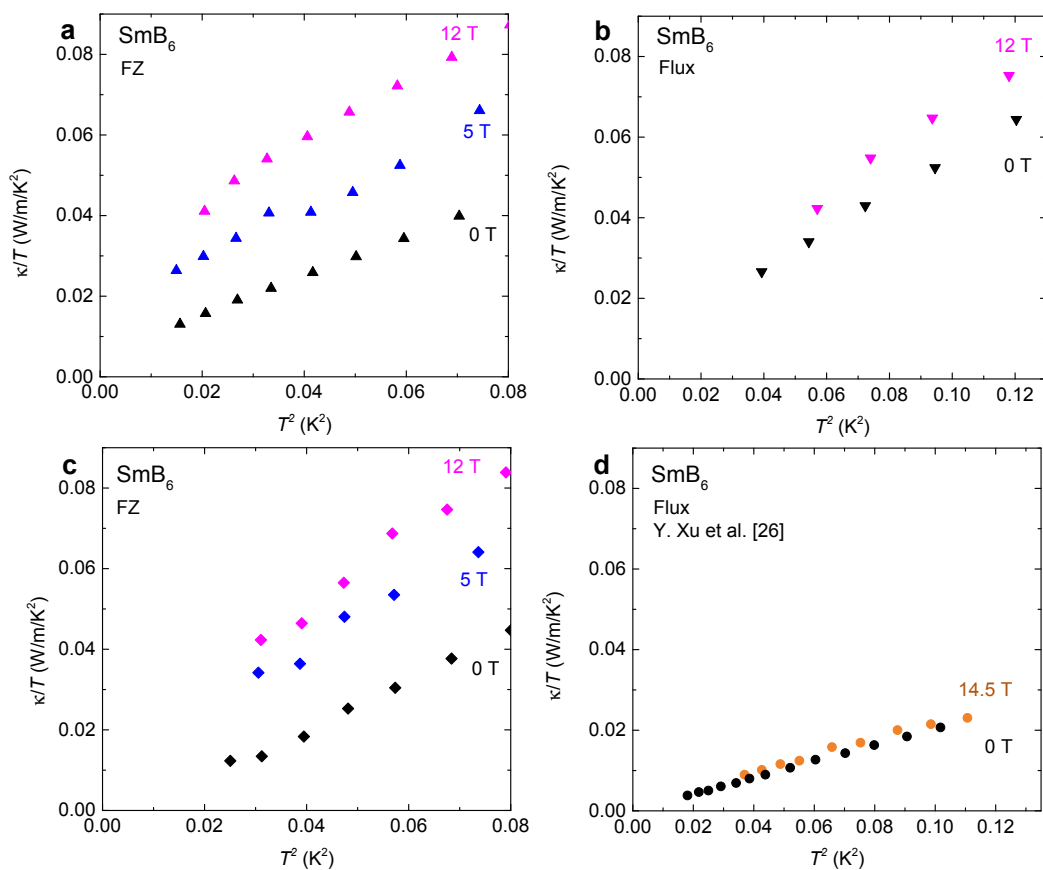 a
SmB₆
FZ
12 T
5 T
0 T
0.08
0.06
0.04
0.02
0.00
κ/T (W/m/K²)
0.00 0.02 0.04 0.06 0.08
T² (K²)
b
SmB₆
Flux
12 T
0 T
0.08
0.06
0.04
0.02
0.00
κ/T (W/m/K²)
0.00 0.02 0.04 0.06 0.08 0.10 0.12
T² (K²)
c
SmB₆
FZ
12 T
5 T
0 T
0.08
0.06
0.04
0.02
0.00
κ/T (W/m/K²)
0.00 0.02 0.04 0.06 0.08
T² (K²)
d
SmB₆
Flux
Y. Xu et al. [26]
14.5 T
0 T
0.08
0.06
0.04
0.02
0.00
κ/T (W/m/K²)
0.00 0.02 0.04 0.06 0.08 0.10 0.12
T² (K²)